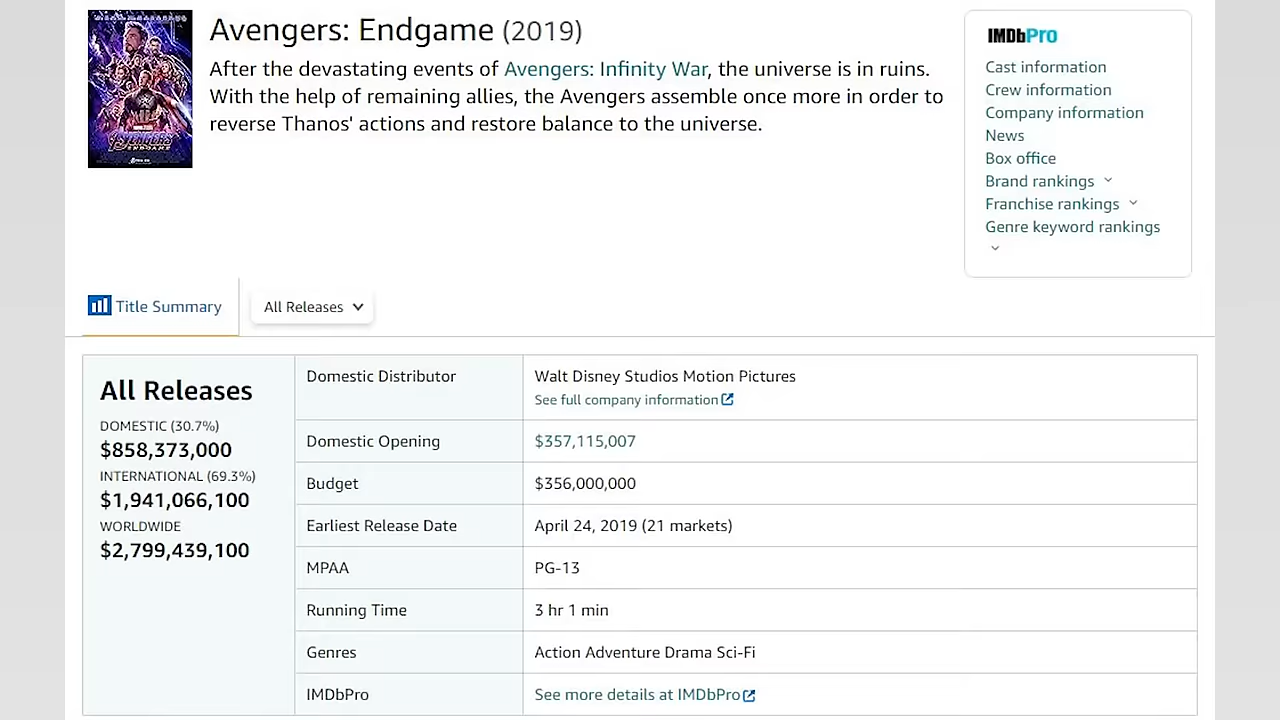 Avengers: Endgame (2019)
After the devastating events of Avengers: Infinity War, the universe is in ruins.
With the help of remaining allies, the Avengers assemble once more in order to
reverse Thanos' actions and restore balance to the universe.
AVENGERS
ENDGAME
IMDbPro
Cast information
Crew information
Company information
News
Box office
Brand rankings
Franchise rankings
Genre keyword rankings
Title Summary
All Releases
All Releases
DOMESTIC (30.7%)
$858,373,000
INTERNATIONAL (69.3%)
$1,941,066,100
WORLDWIDE
$2,799,439,100
Domestic Distributor
Walt Disney Studios Motion Pictures
See full company information
Domestic Opening
$357,115,007
Budget
$356,000,000
Earliest Release Date
April 24, 2019 (21 markets)
MPAA
PG-13
Running Time
3 hr 1 min
Genres
Action Adventure Drama Sci-Fi
IMDbPro
See more details at IMDbPro